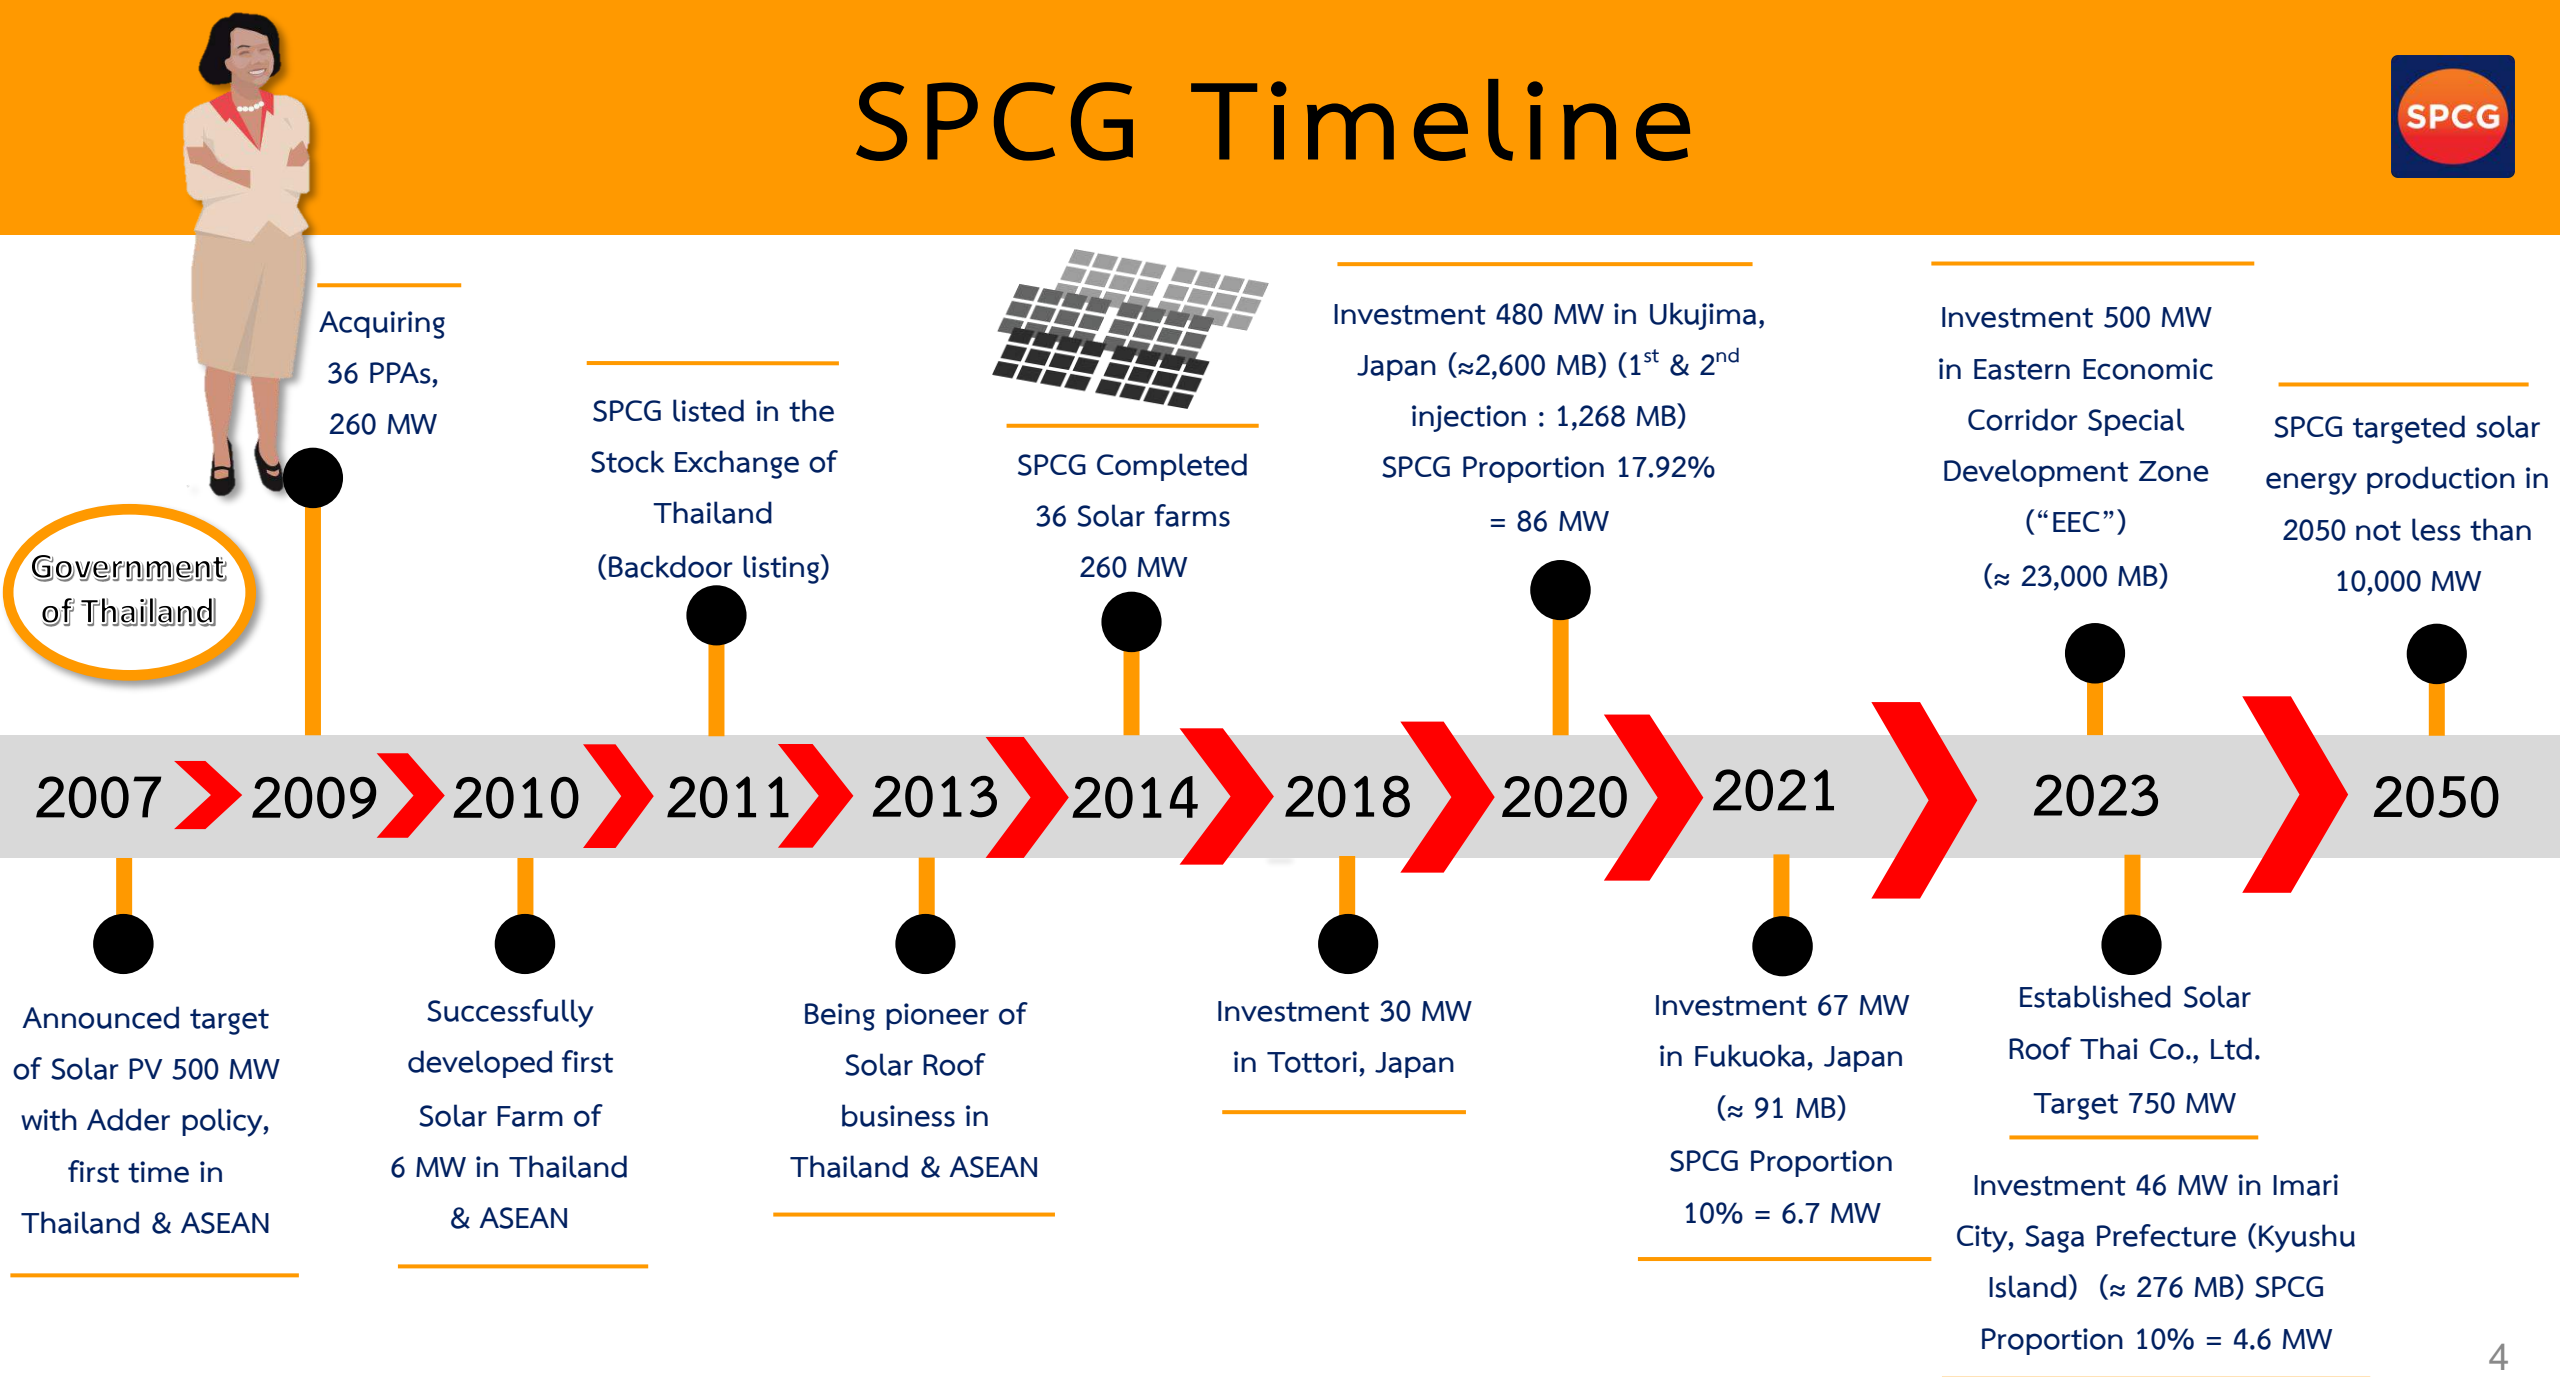 SPCG Timeline
SPCG
Acquiring
36 PPAs,
260 MW
Government
of Thailand
SPCG listed in the
Stock Exchange of
Thailand
(Backdoor listing)
SPCG Completed
36 Solar farms
260 MW
Investment 480 MW in Ukujima,
Japan (≈2,600 MB) (1st & 2nd
injection : 1,268 MB)
SPCG Proportion 17.92%
= 86 MW
Investment 500 MW
in Eastern Economic
Corridor Special
Development Zone
(“EEC”)
(≈ 23,000 MB)
SPCG targeted solar
energy production in
2050 not less than
10,000 MW
2007 2009 2010 2011 2013 2014 2018 2020 2021 2023 2050
Announced target
of Solar PV 500 MW
with Adder policy,
first time in
Thailand & ASEAN
Successfully
developed first
Solar Farm of
6 MW in Thailand
& ASEAN
Being pioneer of
Solar Roof
business in
Thailand & ASEAN
Investment 30 MW
in Tottori, Japan
Investment 67 MW
in Fukuoka, Japan
(≈ 91 MB)
SPCG Proportion
10% = 6.7 MW
Established Solar
Roof Thai Co., Ltd.
Target 750 MW
Investment 46 MW in Imari
City, Saga Prefecture (Kyushu
Island) (≈ 276 MB) SPCG
Proportion 10% = 4.6 MW
4